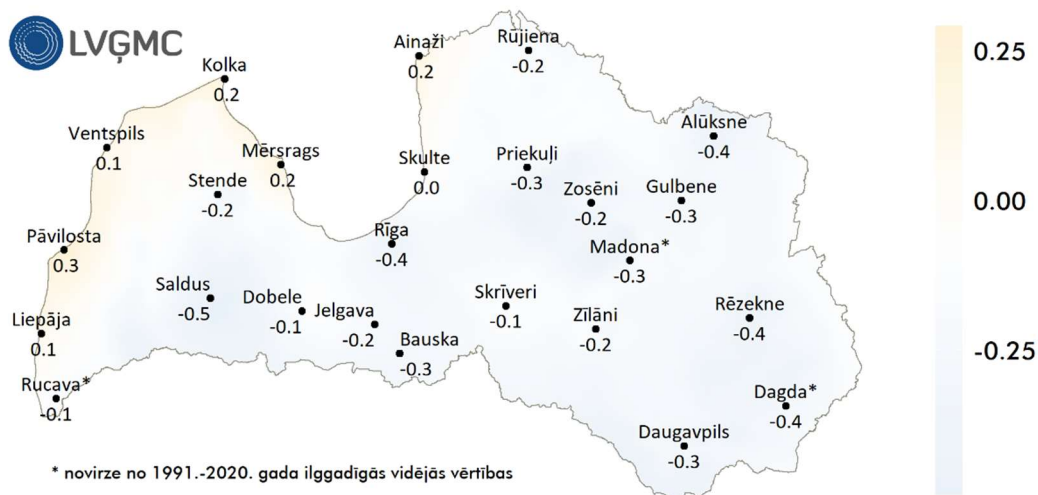 LVĢMC
Ainaži
0.2
Rūjiena
-0.2
0.25
Kolka
0.2
Ventspils
0.1
Alūksne
-0.4
Mērsrags
0.2
Skulte
0.0
Priekuļi
-0.3
Stende
-0.2
Zosēni
-0.2
Gulbene
-0.3
0.00
Pāvilosta
0.3
Rīga
-0.4
Madona*
-0.3
Saldus
-0.5
Dobele
-0.1
Jelgava
-0.2
Skrīveri
-0.1
Zīlāni
-0.2
Rēzekne
-0.4
Liepāja
0.1
Bauska
-0.3
-0.25
Rucava*
-0.1
Dagda*
-0.4
Daugavpils
-0.3
* novirze no 1991.-2020. gada ilggadīgās vidējās vērtības